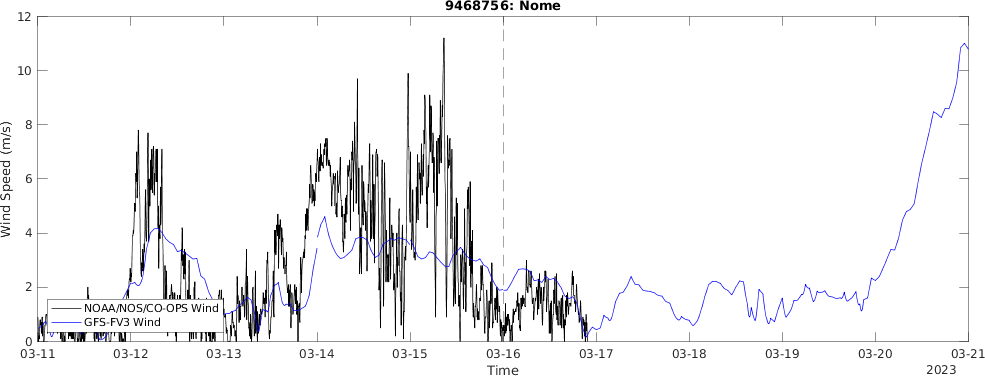 9468756: Nome
Wind Speed (m/s)
12
10
8
6
4
2
0
NOAA/NOS/CO-OPS Wind
GFS-FV3 Wind
03-11 03-12 03-13 03-14 03-15 03-16 03-17 03-18 03-19 03-20 03-21
Time
2023